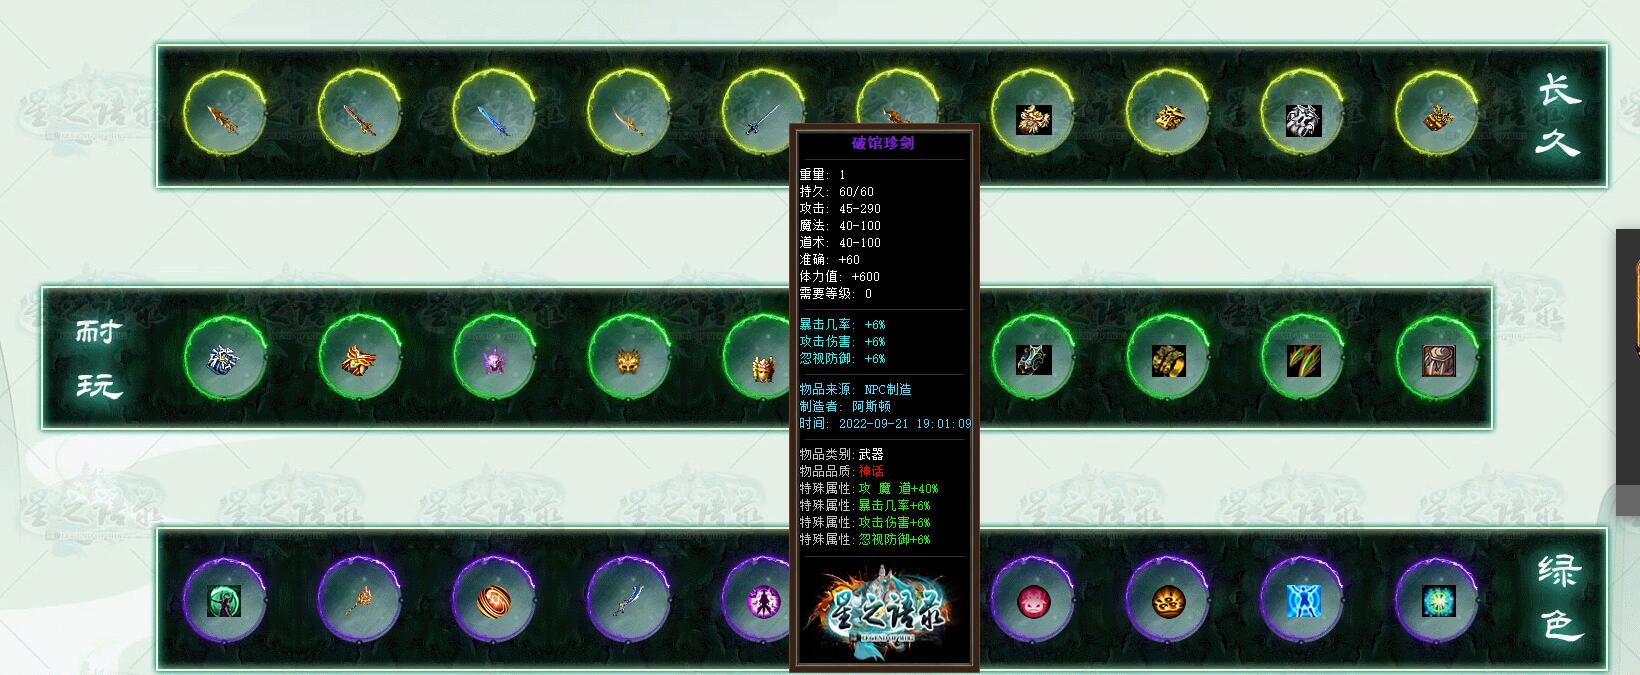 长久
破馆珍剑
重量: 1
持久: 60/60
攻击: 45-290
魔法: 40-100
道术: 40-100
准确: +60
体力值: +600
需要等级: 0
暴击几率: +6%
攻击伤害: +6%
忽视防御: +6%
物品来源: NPC制造
制造者: 阿斯顿
时间: 2022-09-21 19:01:09
物品类别:武器
物品品质:神话
特殊属性:攻 魔 道+40%
特殊属性:暴击几率+6%
特殊属性:攻击伤害+6%
特殊属性:忽视防御+6%
星之语录
LEGEND OF MIR2
耐玩
绿色